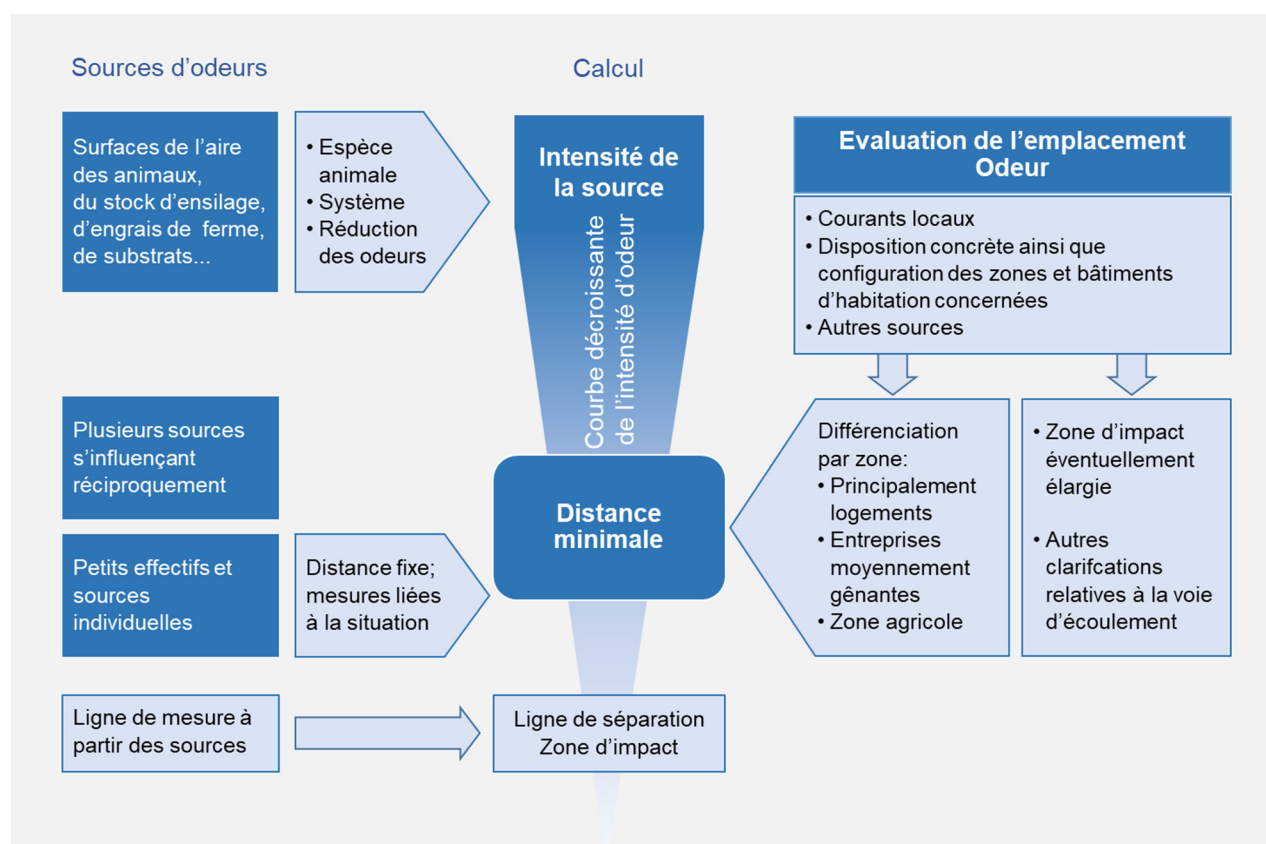 Sources d’odeurs
Calcul
Surfaces de l’aire
des animaux,
du stock d’ensilage,
d’engrais de ferme,
de substrats...
• Espèce
animale
• Système
• Réduction
des odeurs
Intensité de
la source
Courbe décroissante
de l’intensité d’odeur
Evaluation de l’emplacement
Odeur
• Courants locaux
• Disposition concrète ainsi que
configuration des zones et bâtiments
d’habitation concernées
• Autres sources
Plusieurs sources
s’influençant
réciproquement
Petits effectifs et
sources
individuelles
Distance fixe;
mesures liées
à la situation
Distance
minimale
Différenciation
par zone:
• Principalement
logements
• Entreprises
moyennement
gênantes
• Zone agricole
• Zone d’impact
éventuellement
élargie
• Autres
clarifcations
relatives à la voie
d’écoulement
Ligne de mesure à
partir des sources
Ligne de séparation
Zone d’impact